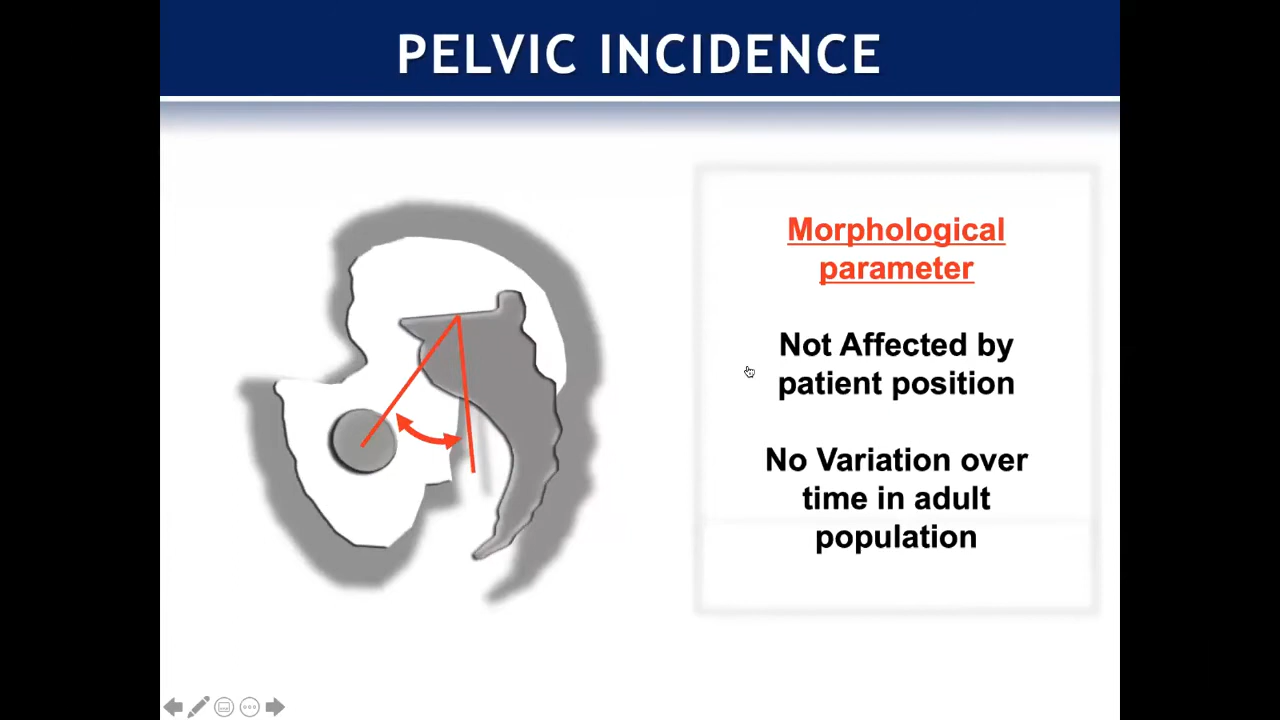 PELVIC INCIDENCE
Morphological
parameter
Not Affected by
patient position
No Variation over
time in adult
population